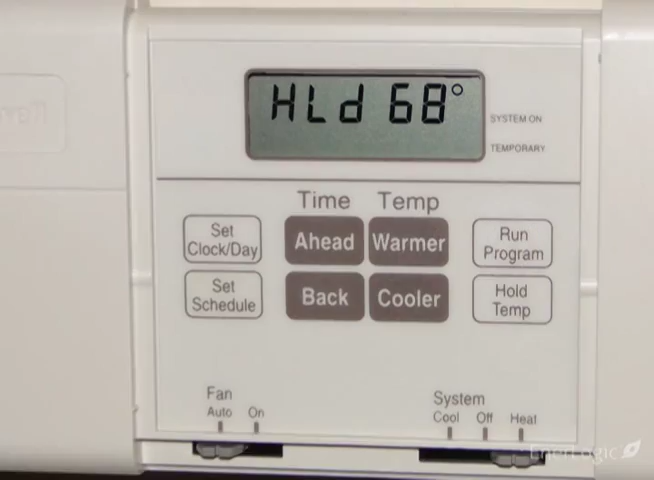 HLd 68°
SYSTEM ON
TEMPORARY
Time Temp
Set Clock/Day
Ahead
Warmer
Run Program
Set Schedule
Back
Cooler
Hold Temp
Fan
Auto On
System
Cool Off Heat
EnerLogic